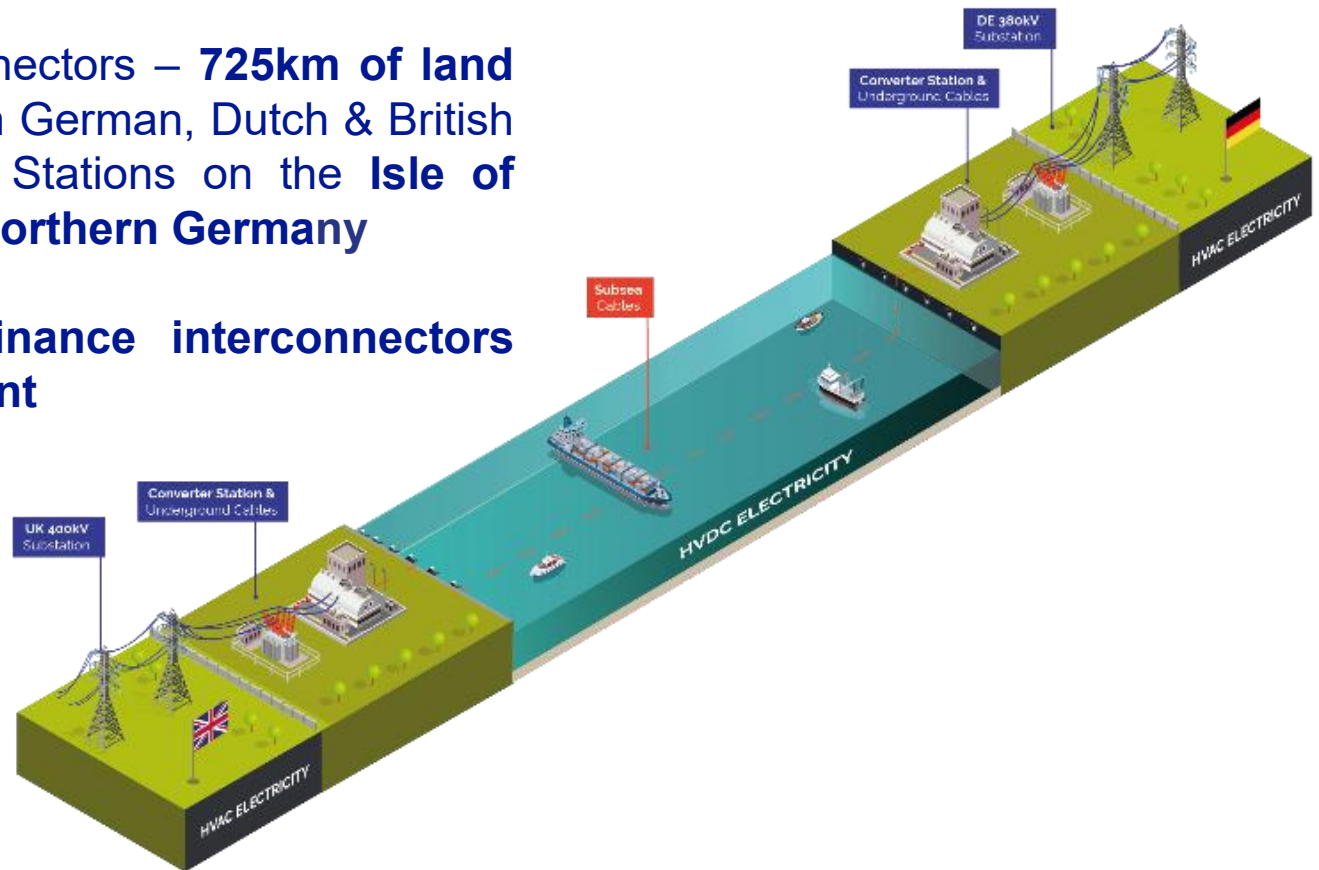 nnectors – 725km of land
n German, Dutch & British
Stations on the Isle of
orthern Germany
inance interconnectors
nt
DE 380kV
Substation
Converter Station &
Underground Cables
HVAC ELECTRICITY
Subsea
Cables
HVDC ELECTRICITY
Converter Station &
Underground Cables
UK 400kV
Substation
HVAC ELECTRICITY